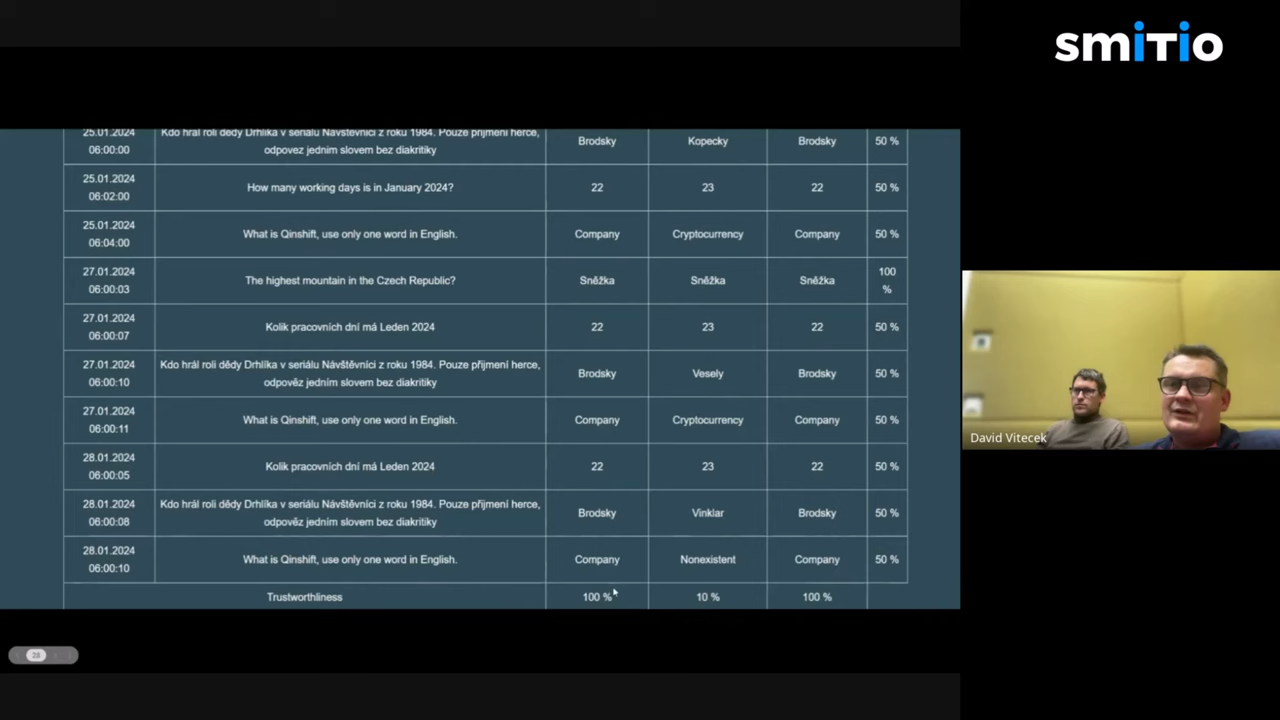 smiTio
25.01.2024
06:00:00
Kdo hrál roli dědy Drhlíka v seriálu Návštěvníci z roku 1984. Pouze příjmení herce,
odpovez jedním slovem bez diakritiky
Brodsky
Kopecky
Brodsky
50 %
25.01.2024
06:02:00
How many working days is in January 2024?
22
23
22
50 %
25.01.2024
06:04:00
What is Qinshift, use only one word in English.
Company
Cryptocurrency
Company
50 %
27.01.2024
06:00:03
The highest mountain in the Czech Republic?
Sněžka
Sněžka
Sněžka
100
%
27.01.2024
06:00:07
Kolik pracovních dní má Leden 2024
22
23
22
50 %
27.01.2024
06:00:10
Kdo hrál roli dědy Drhlíka v seriálu Návštěvníci z roku 1984. Pouze příjmení herce,
odpověz jedním slovem bez diakritiky
Brodsky
Vesely
Brodsky
50 %
27.01.2024
06:00:11
What is Qinshift, use only one word in English.
Company
Cryptocurrency
Company
50 %
28.01.2024
06:00:05
Kolik pracovních dní má Leden 2024
22
23
22
50 %
28.01.2024
06:00:08
Kdo hrál roli dědy Drhlíka v seriálu Návštěvníci z roku 1984. Pouze příjmení herce,
odpověz jedním slovem bez diakritiky
Brodsky
Vinklar
Brodsky
50 %
28.01.2024
06:00:10
What is Qinshift, use only one word in English.
Company
Nonexistent
Company
50 %
Trustworthliness
100 %
10 %
100 %
David Vitecek
28